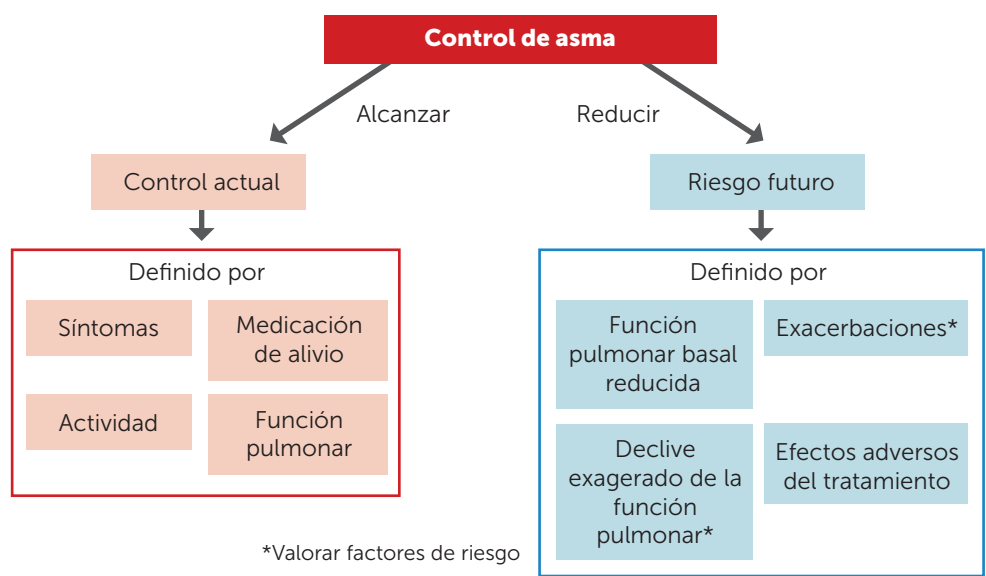 Control de asma
Alcanzar
Reducir
Control actual
Riesgo futuro
Definido por
Síntomas
Medicación
de alivio
Actividad
Función
pulmonar
Definido por
Función
pulmonar basal
reducida
Exacerbaciones*
Declive
exagerado de la
función
pulmonar*
Efectos adversos
del tratamiento
*Valorar factores de riesgo